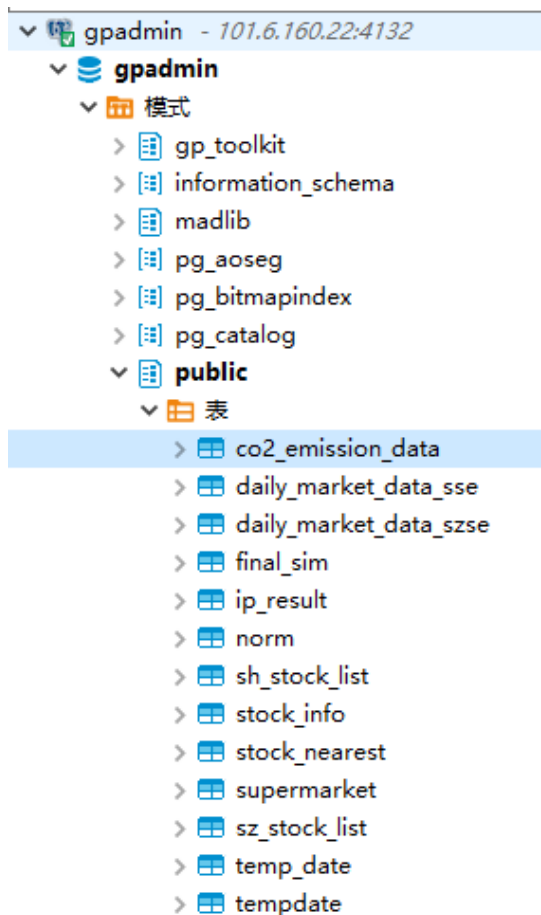 gpadmin - 101.6.160.22:4132
gpadmin
模式
gp_toolkit
information_schema
madlib
pg_aoseg
pg_bitmapindex
pg_catalog
public
表
co2_emission_data
daily_market_data_sse
daily_market_data_szse
final_sim
ip_result
norm
sh_stock_list
stock_info
stock_nearest
supermarket
sz_stock_list
temp_date
tempdate